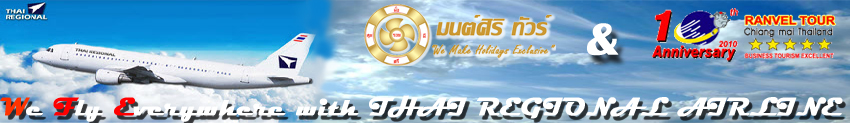 THAI
REGIONAL
THAI REGIONAL
มนต์ศิริ ทัวร์
"We Make Holidays Exclusive"
&
10th
Anniversary 2010
RANVEL TOUR
Chiang mai Thailand
BUSINESS TOURISM EXCELLENT
We Fly Everywhere with THAI REGIONAL AIRLINE